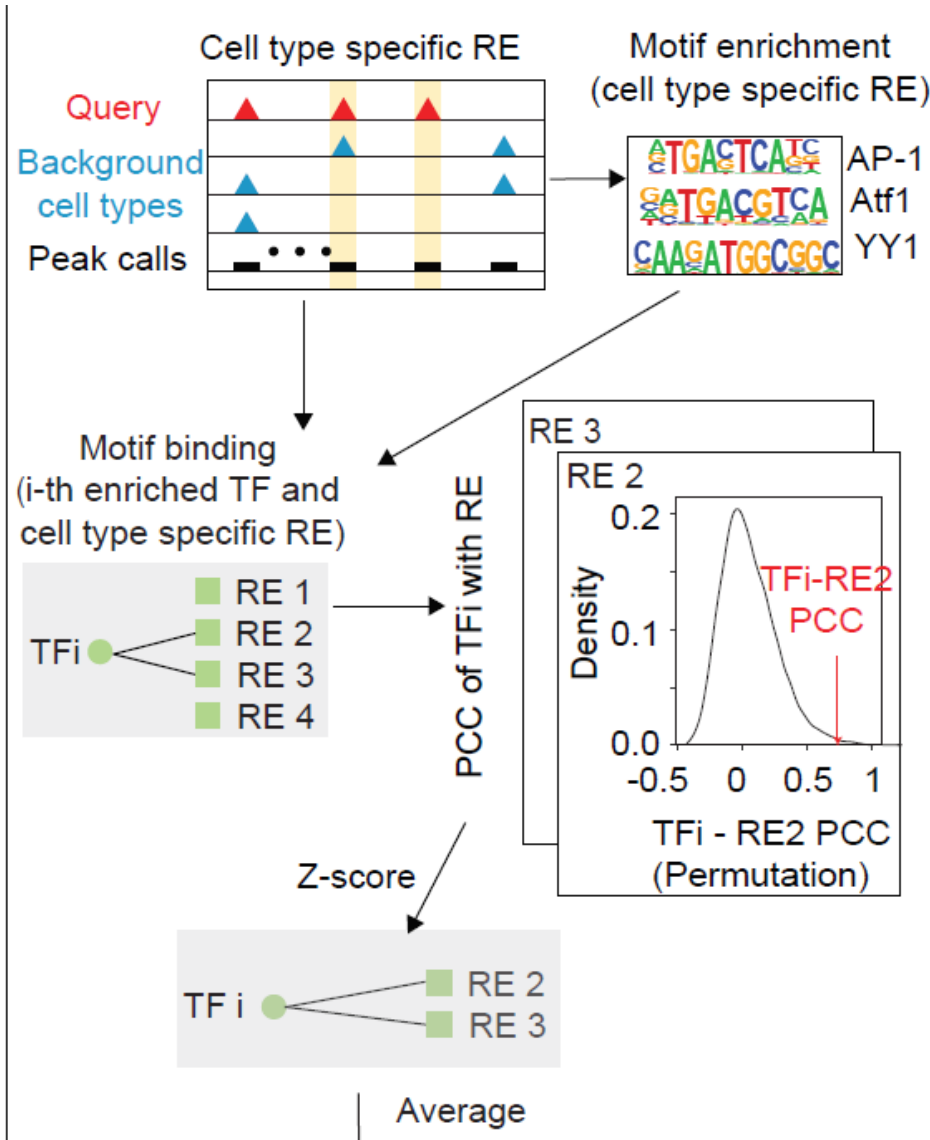 Cell type specific RE
Motif enrichment
(cell type specific RE)
Query
Background
cell types
Peak calls
AP-1
Atf1
YY1
Motif binding
(i-th enriched TF and
cell type specific RE)
TFi
RE 1
RE 2
RE 3
RE 4
PCC of TFi with RE
RE 3
RE 2
Density
0.2
0.1
0.0
-0.5
0
0.5
1
TFi-RE2
PCC
TFi - RE2 PCC
(Permutation)
Z-score
TF i
RE 2
RE 3
Average